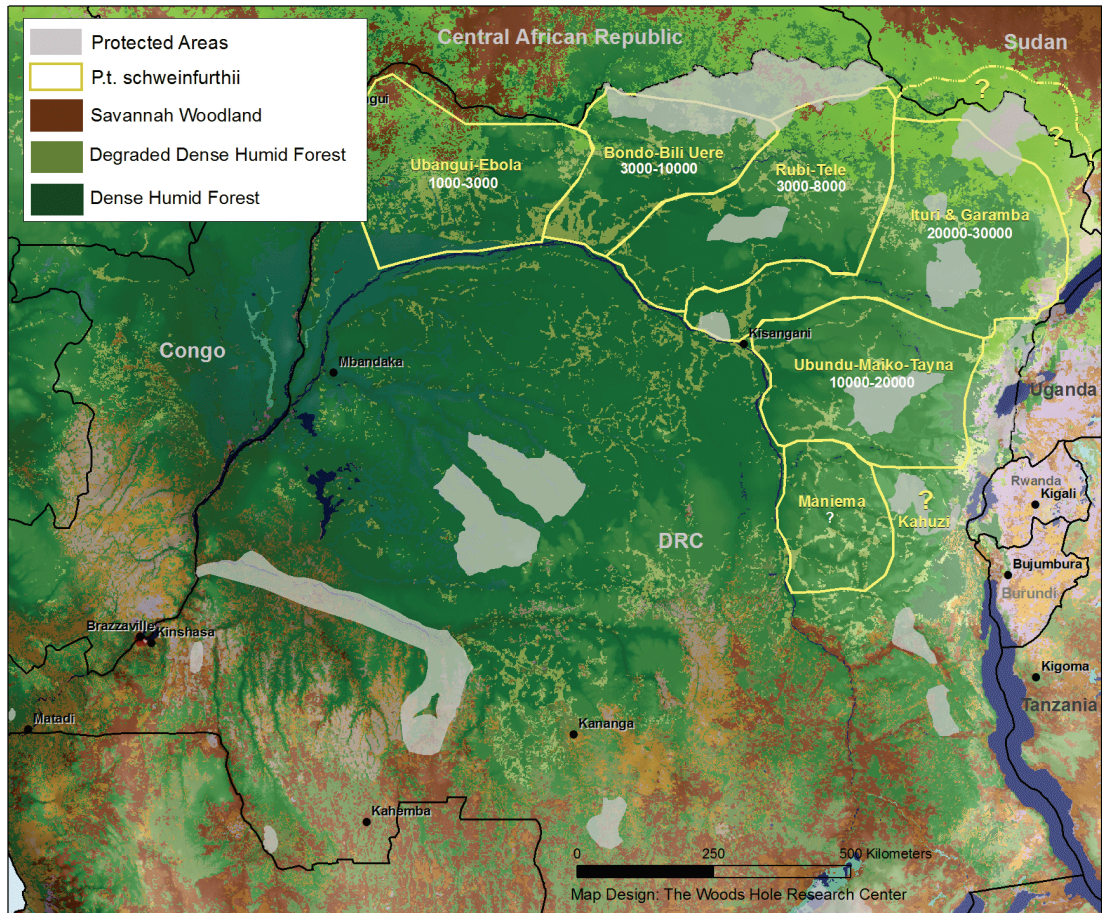 Protected Areas
P.t. schweinfurthii
Savannah Woodland
Degraded Dense Humid Forest
Dense Humid Forest
Central African Republic
Sudan
?
?
gui
Ubangui-Ebola
1000-3000
Bondo-Bili Uere
3000-10000
Rubi-Tele
3000-8000
Ituri & Garamba
20000-30000
Kisangani
Congo
Mbandaka
Ubundu-Maiko-Tayna
10000-20000
Uganda
Maniema
?
?
Kahuzi
Rwanda
Kigali
DRC
Bujumbura
Burundi
Brazzaville
Kinshasa
Kigoma
Tanzania
Matadi
Kananga
Kahemba
0 250 500 Kilometers
Map Design: The Woods Hole Research Center